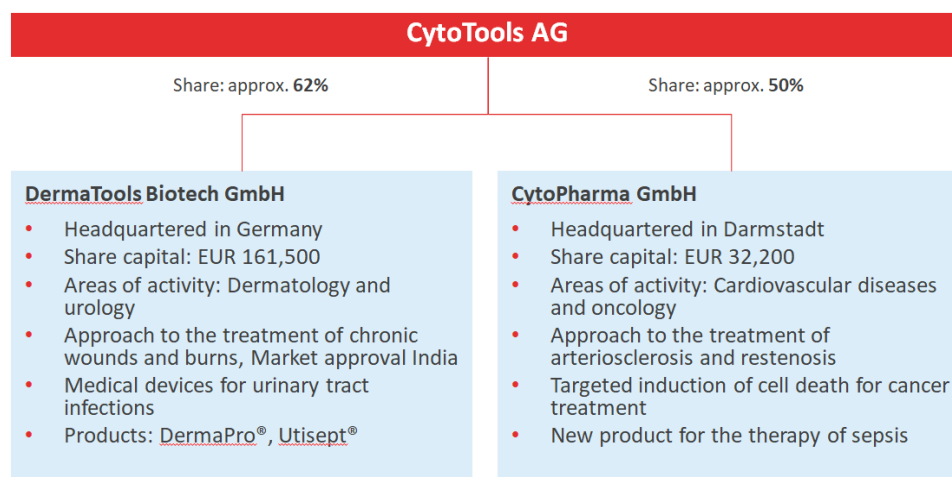 CytoTools AG
Share: approx. 62%
Share: approx. 50%
DermaTools Biotech GmbH
• Headquartered in Germany
• Share capital: EUR 161,500
• Areas of activity: Dermatology and
urology
• Approach to the treatment of chronic
wounds and burns, Market approval India
• Medical devices for urinary tract
infections
• Products: DermaPro®, Utisept®
CytoPharma GmbH
• Headquartered in Darmstadt
• Share capital: EUR 32,200
• Areas of activity: Cardiovascular diseases
and oncology
• Approach to the treatment of
arteriosclerosis and restenosis
• Targeted induction of cell death for cancer
treatment
• New product for the therapy of sepsis